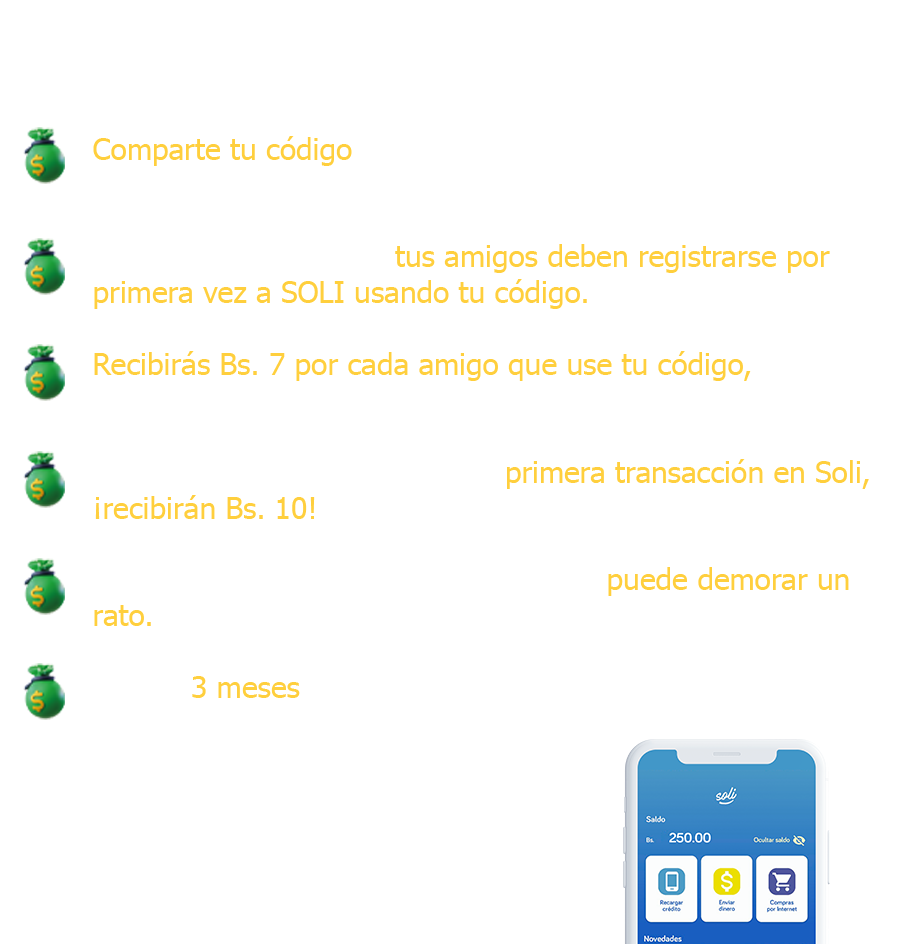 Comparte tu código
tus amigos deben registrarse por
primera vez a SOLI usando tu código.
Recibirás Bs. 7 por cada amigo que use tu código,
primera transacción en Soli,
¡recibirán Bs. 10!
puede demorar un
rato.
3 meses
soli
Saldo
Bs. 250.00 Ocultar saldo
Recargar crédito
Enviar dinero
Compras por Internet
Novedades